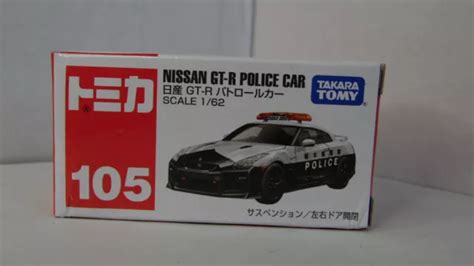 トミカ
105
NISSAN GT-R POLICE CAR
日産 GT-R パトロールカー
SCALE 1/62
TAKARA
TOMY
POLICE
サスペンション/左右ドア開閉